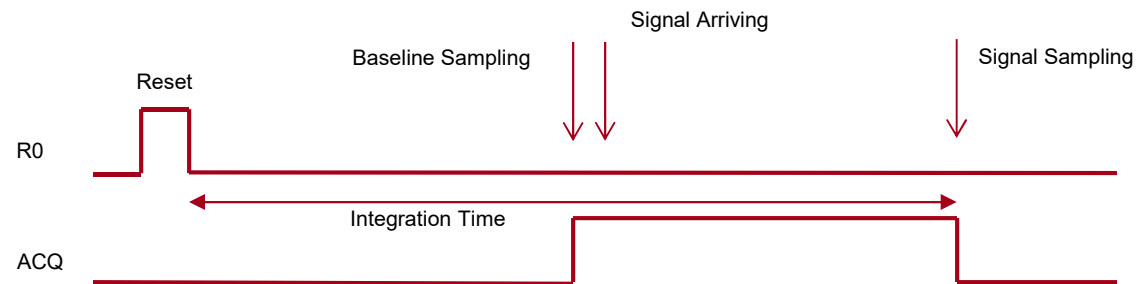 Signal Arriving
Baseline Sampling
Signal Sampling
Reset
R0
Integration Time
ACQ